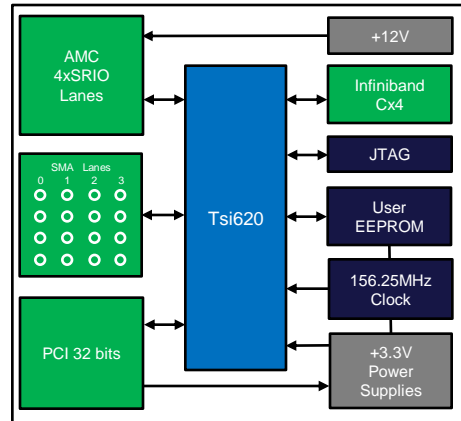 AMC
4xSRIO
Lanes
+12V
Infiniband
Cx4
SMA Lanes
0 1 2 3
JTAG
Tsi620
User
EEPROM
156.25MHz
Clock
PCI 32 bits
+3.3V
Power
Supplies